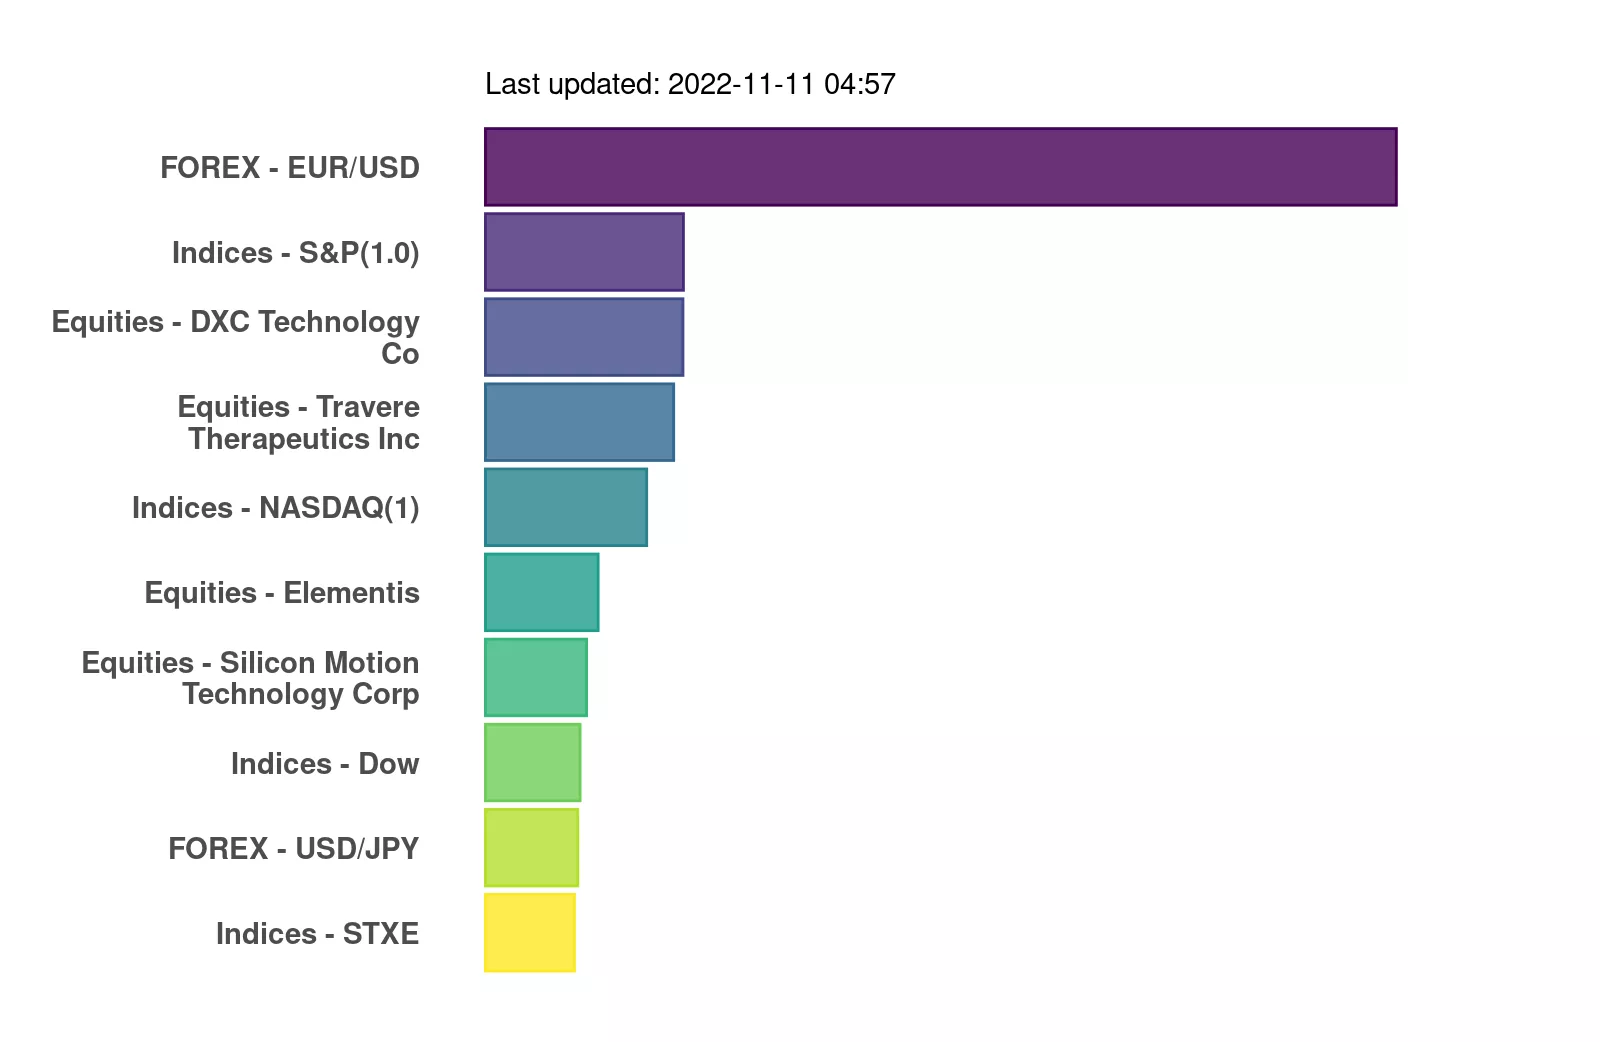 Last updated: 2022-11-11 04:57
FOREX - EUR/USD
Indices - S&P(1.0)
Equities - DXC Technology
Co
Equities - Travere
Therapeutics Inc
Indices - NASDAQ(1)
Equities - Elementis
Equities - Silicon Motion
Technology Corp
Indices - Dow
FOREX - USD/JPY
Indices - STXE